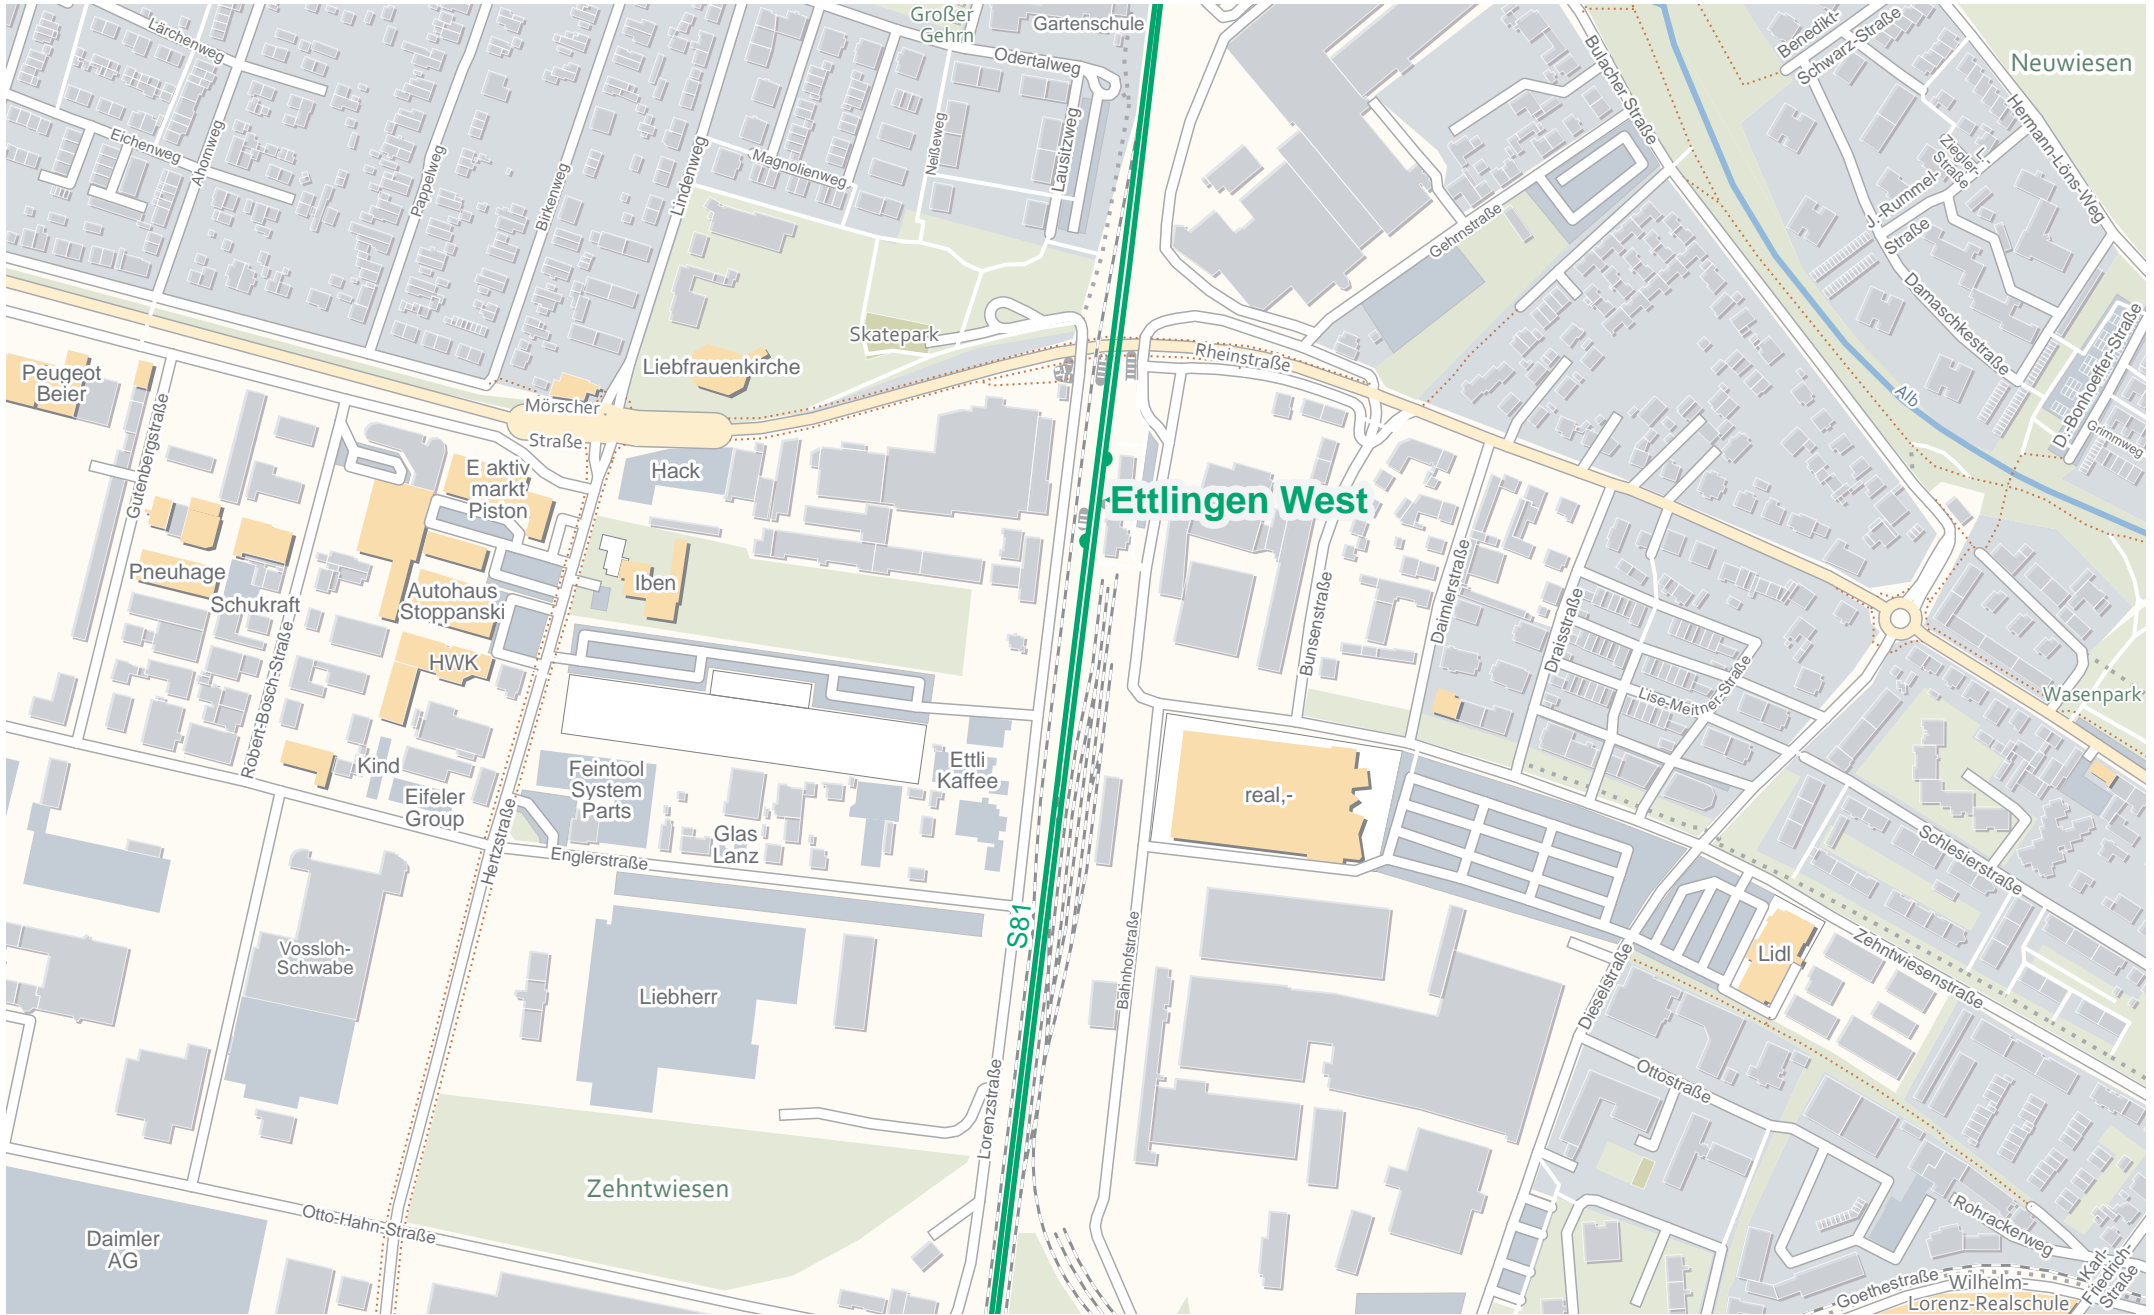 Großer
Gehrn
Gartenschule
Odertalweg
Lausitzweg
Neißeweg
Magnolienweg
Lindenweg
Birkenweg
Pappelweg
Ahornweg
Lärchenweg
Eichenweg
Bulacher Straße
Benedikt-
Schwarz-Straße
Neuwiesen
Hermann-Löns-Weg
L.-
Ziegler-
Straße
J.-Rummel-
Straße
Damaschkestraße
D.-Bonhoeffer-Straße
Grimmweg
Alb
Gehrnstraße
Skatepark
Liebfrauenkirche
Rheinstraße
Peugeot
Beier
Gutenbergstraße
Mörscher
Straße
E aktiv
markt
Piston
Hack
Ettlingen West
Pneuhage
Schukraft
Autohaus
Stoppanski
Iben
HWK
Robert-Bosch-Straße
Bunsenstraße
Daimlerstraße
Draisstraße
Lise-Meitner-Straße
Wasenpark
Kind
Eifeler
Group
Hertzstraße
Feintool
System
Parts
Glas
Lanz
Ettli
Kaffee
Englerstraße
real,-
Schlesierstraße
Vossloh-
Schwabe
Liebherr
S81
Bahnhofstraße
Lidl
Dieselstraße
Zehntwiesenstraße
Ottostraße
Lorenzstraße
Zehntwiesen
Otto-Hahn-Straße
Daimler
AG
Rohrackerweg
Karl-
Friedrich-
Straße
Goethestraße
Wilhelm-
Lorenz-Realschule